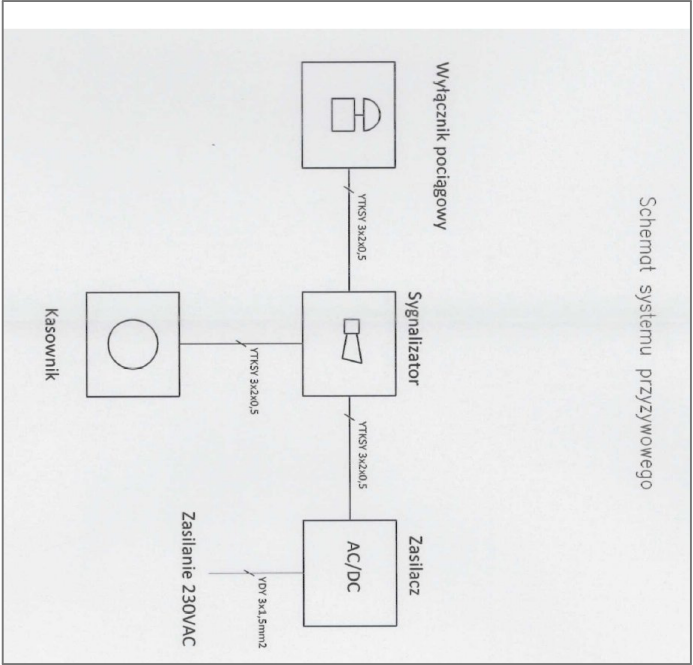 Schemat systemu przyzywowego
Wyłącznik pociągowy
Sygnalizator
Zasilacz
YTKSY 3x2x0,5
YTKSY 3x2x0,5
AC/DC
YTKSY 3x2x0,5
YDY 3x1,5mm2
Kasownik
Zasilanie 230VAC